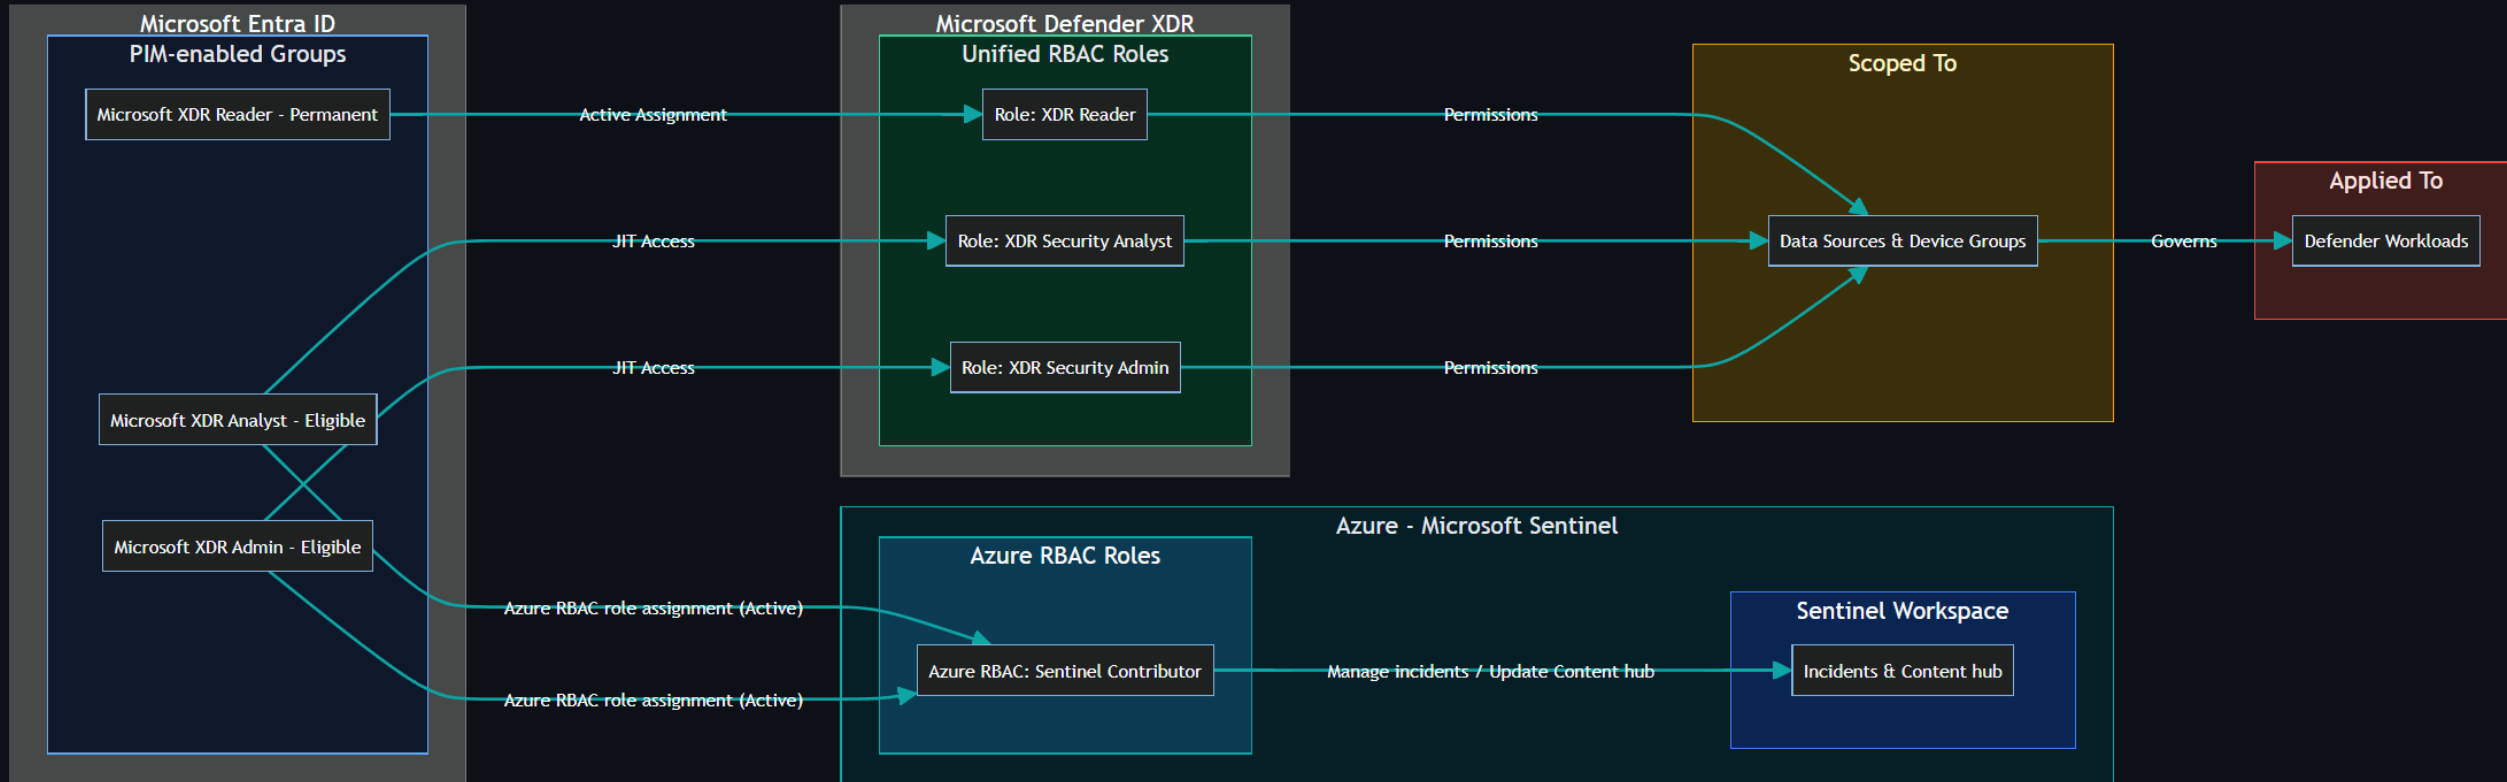 Microsoft Entra ID
PIM-enabled Groups
Microsoft XDR Reader - Permanent
Microsoft XDR Analyst - Eligible
Microsoft XDR Admin - Eligible
Active Assignment
JIT Access
JIT Access
Azure RBAC role assignment (Active)
Azure RBAC role assignment (Active)
Microsoft Defender XDR
Unified RBAC Roles
Role: XDR Reader
Role: XDR Security Analyst
Role: XDR Security Admin
Permissions
Permissions
Permissions
Scoped To
Data Sources & Device Groups
Governs
Applied To
Defender Workloads
Azure - Microsoft Sentinel
Azure RBAC Roles
Azure RBAC: Sentinel Contributor
Manage incidents / Update Content hub
Sentinel Workspace
Incidents & Content hub